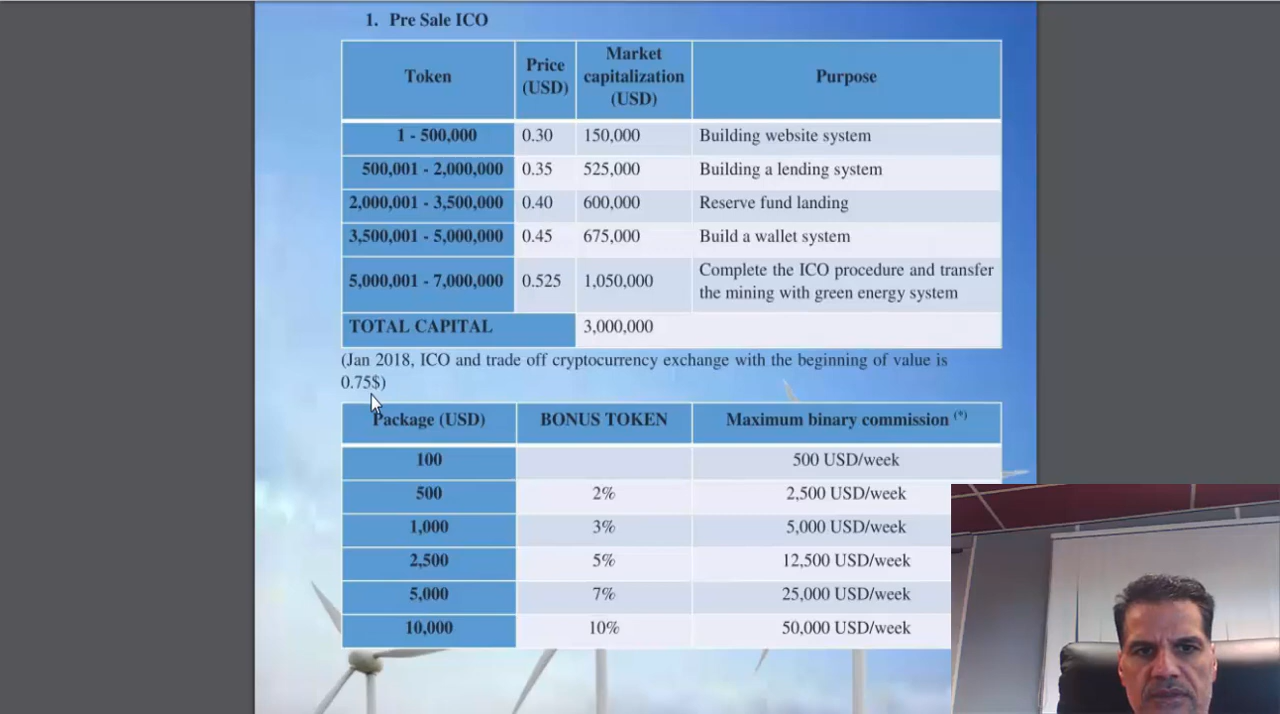 1. Pre Sale ICO
Token Price (USD) Market capitalization (USD) Purpose
1 - 500,000 0.30 150,000 Building website system
500,001 - 2,000,000 0.35 525,000 Building a lending system
2,000,001 - 3,500,000 0.40 600,000 Reserve fund landing
3,500,001 - 5,000,000 0.45 675,000 Build a wallet system
5,000,001 - 7,000,000 0.525 1,050,000 Complete the ICO procedure and transfer
the mining with green energy system
TOTAL CAPITAL 3,000,000
(Jan 2018, ICO and trade off cryptocurrency exchange with the beginning of value is
0.75$)
Package (USD) BONUS TOKEN Maximum binary commission (*)
100 500 USD/week
500 2% 2,500 USD/week
1,000 3% 5,000 USD/week
2,500 5% 12,500 USD/week
5,000 7% 25,000 USD/week
10,000 10% 50,000 USD/week